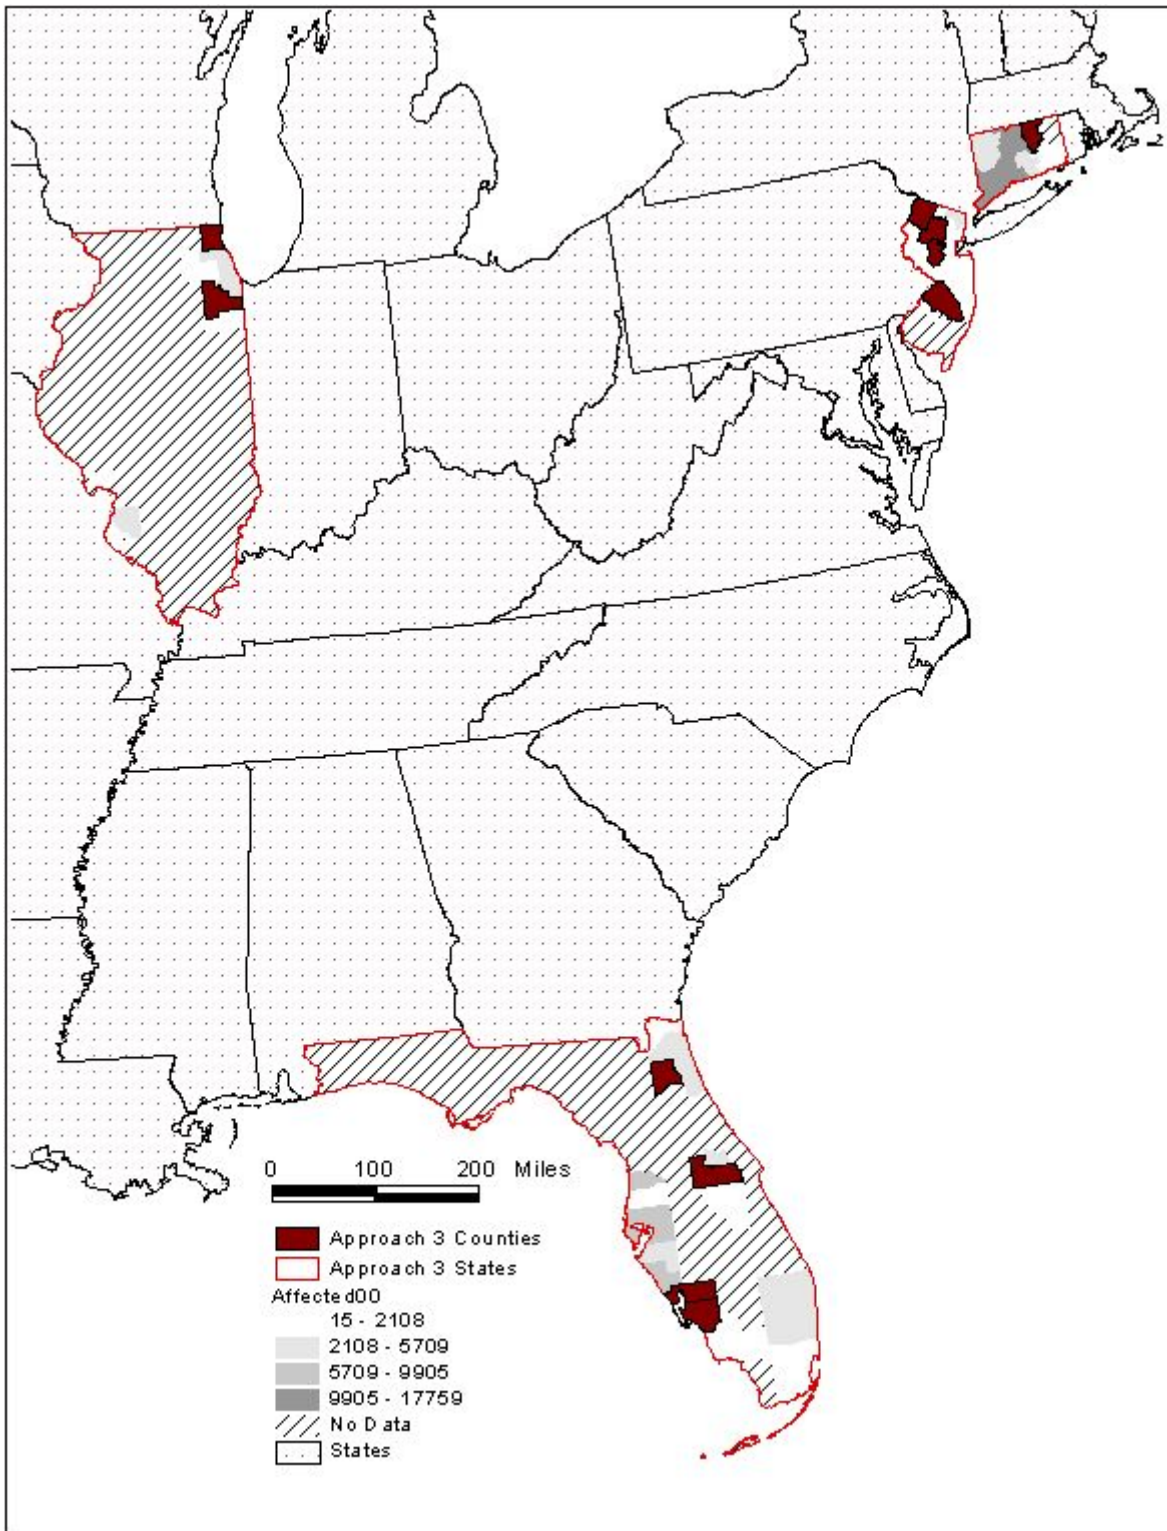 0 100 200 Miles
Approach 3 Counties
Approach 3 States
Affected00
15 - 2108
2108 - 5709
5709 - 9905
9905 - 17759
No Data
States